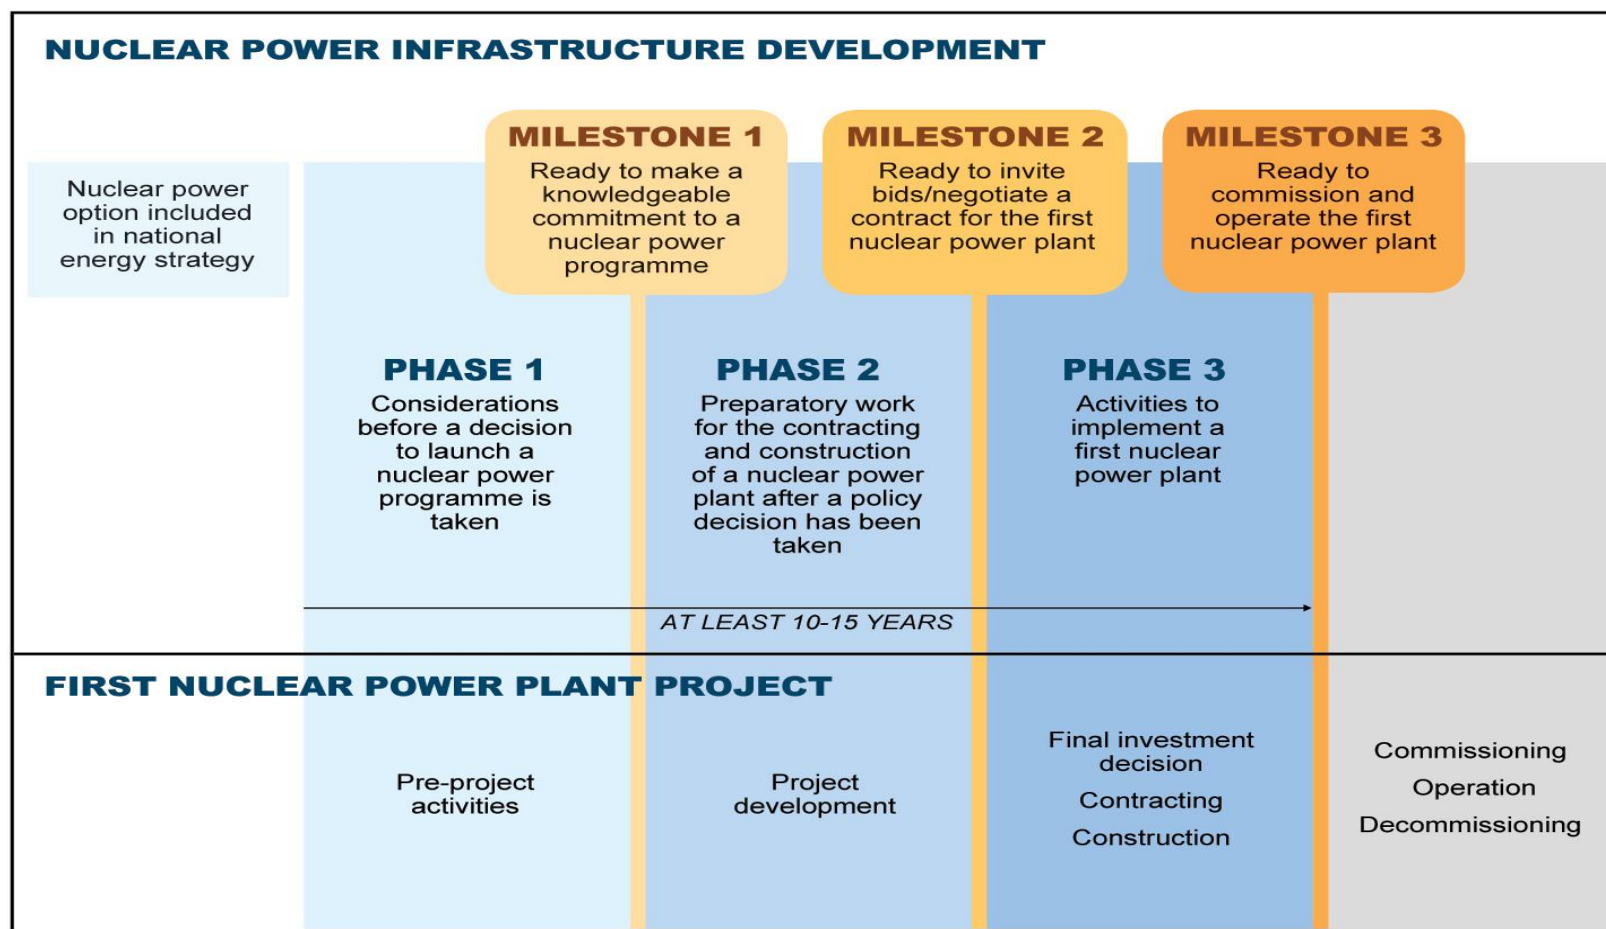 NUCLEAR POWER INFRASTRUCTURE DEVELOPMENT
Nuclear power
option included
in national
energy strategy
MILESTONE 1
Ready to make a
knowledgeable
commitment to a
nuclear power
programme
MILESTONE 2
Ready to invite
bids/negotiate a
contract for the first
nuclear power plant
MILESTONE 3
Ready to
commission and
operate the first
nuclear power plant
PHASE 1
Considerations
before a decision
to launch a
nuclear power
programme is
taken
PHASE 2
Preparatory work
for the contracting
and construction
of a nuclear power
plant after a policy
decision has been
taken
PHASE 3
Activities to
implement a
first nuclear
power plant
AT LEAST 10-15 YEARS
FIRST NUCLEAR POWER PLANT PROJECT
Pre-project
activities
Project
development
Final investment
decision
Contracting
Construction
Commissioning
Operation
Decommissioning